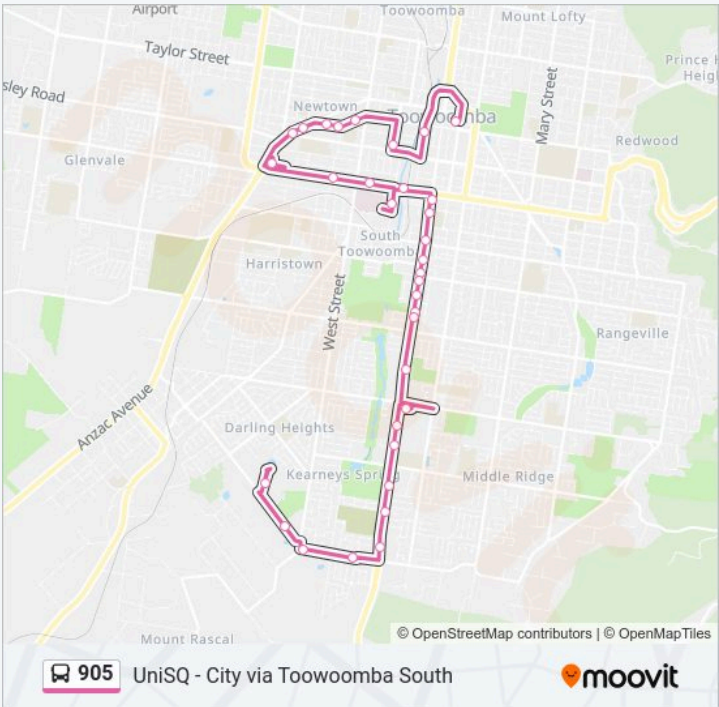 Airport
Toowoomba
Mount Lofty
Taylor Street
Prince H
Heigh
sley Road
Newtown
Toowoomba
Mary Street
Redwood
Glenvale
South
Toowoomb
Harristown
West Street
Rangeville
Anzac Avenue
Darling Heights
Kearneys Spring
Middle Ridge
Mount Rascal
© OpenStreetMap contributors | © OpenMapTiles
905 UniSQ - City via Toowoomba South
moovit